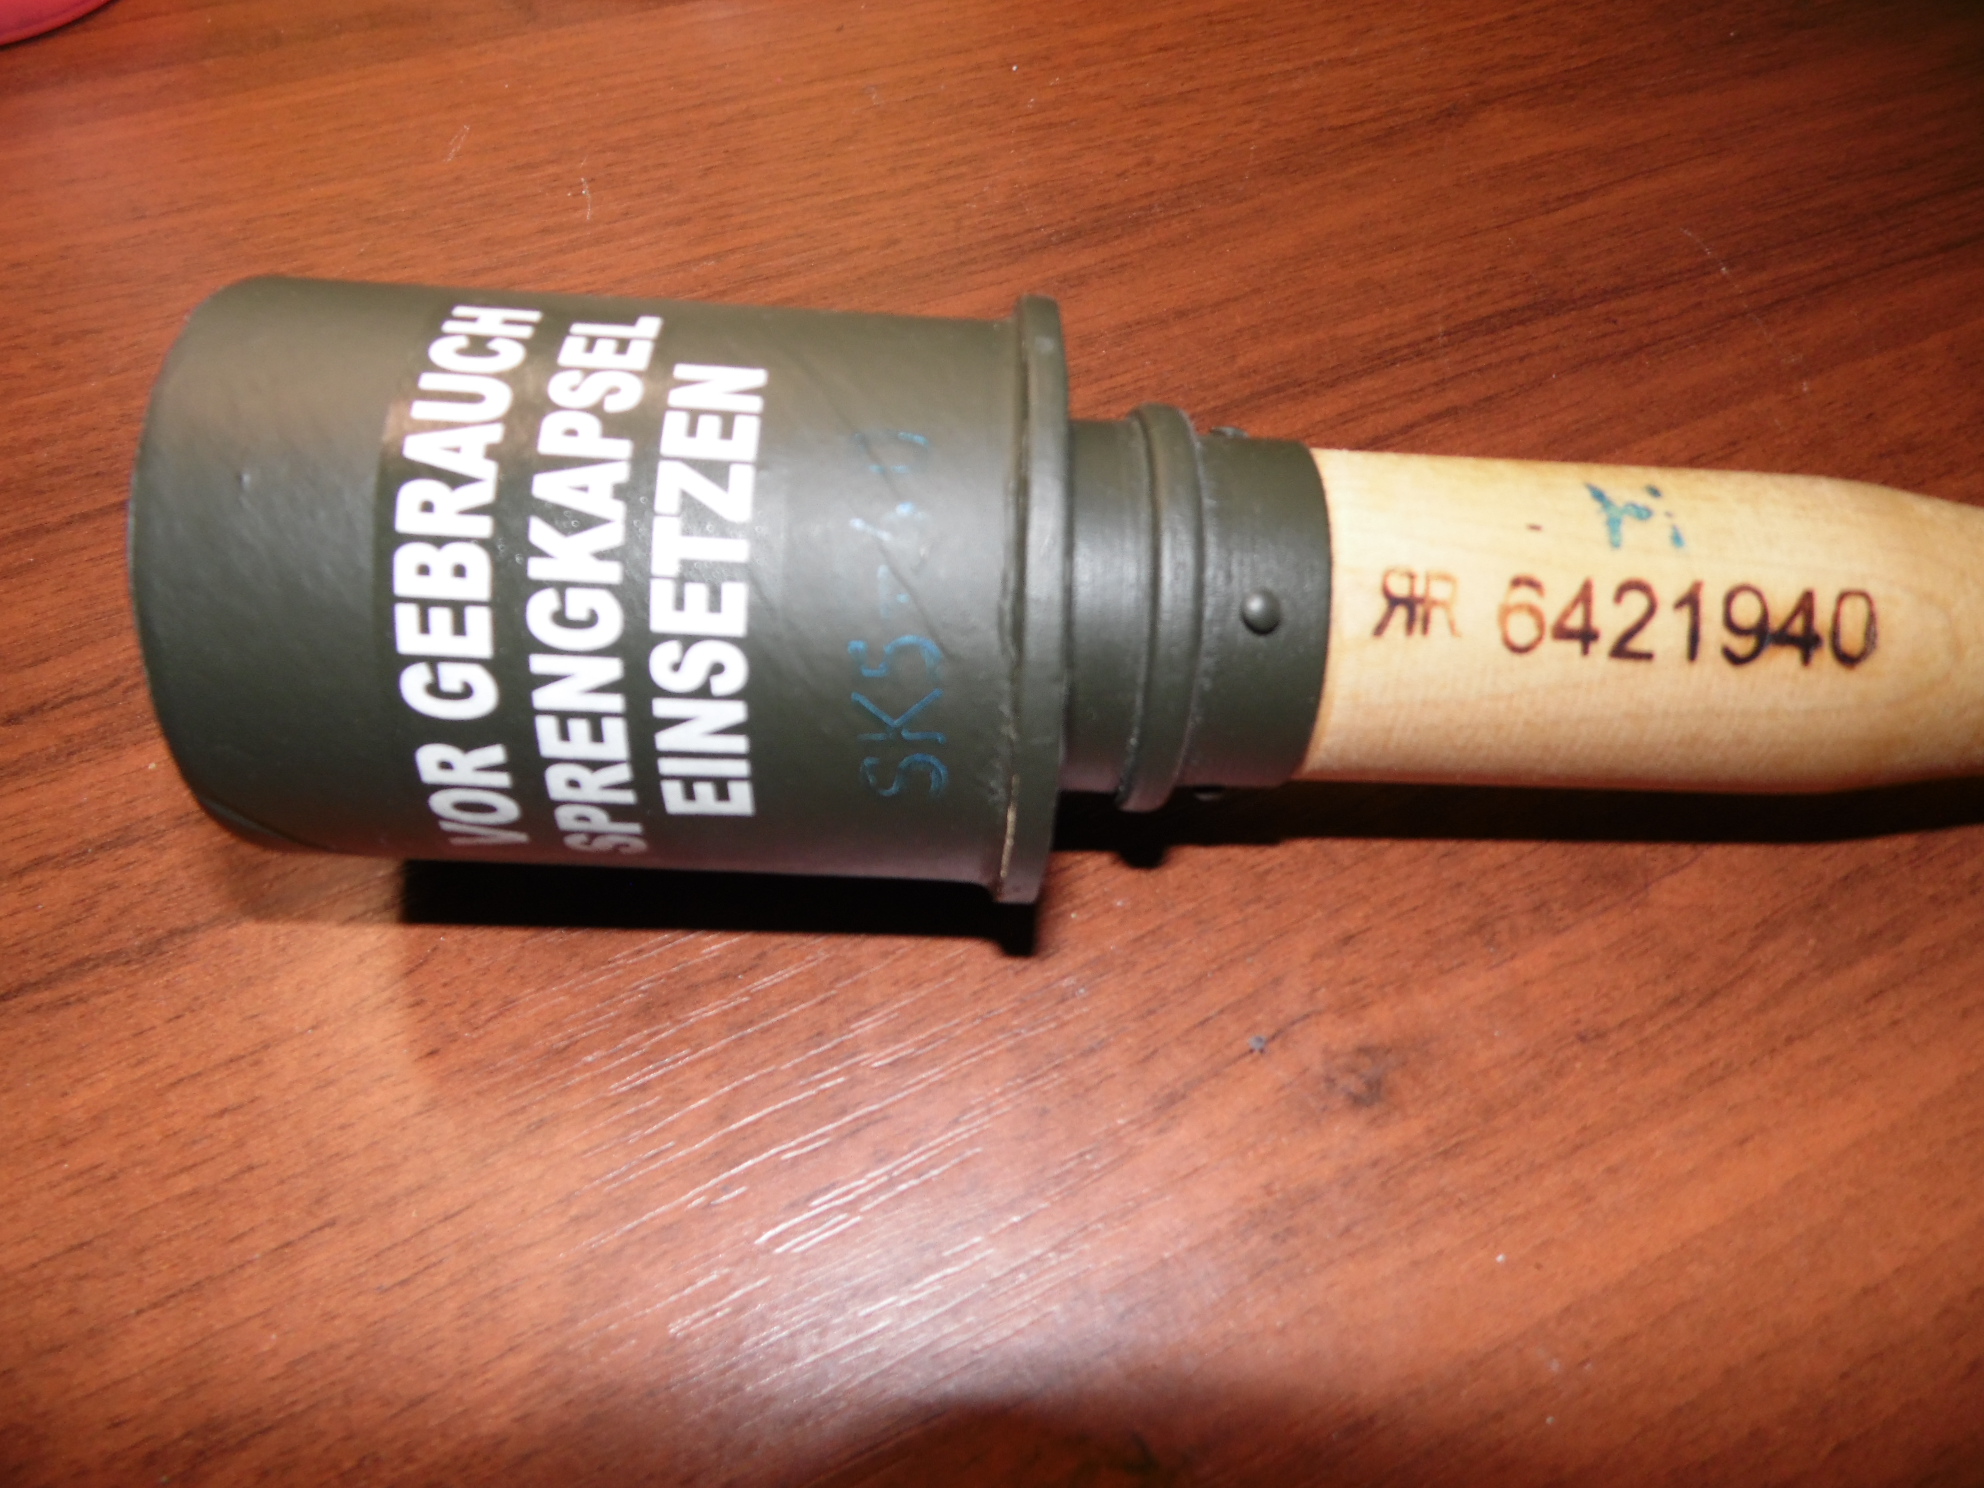 VOR GEBRAUCH
SPRENGKAPSEL
EINSETZEN
RR 6421940